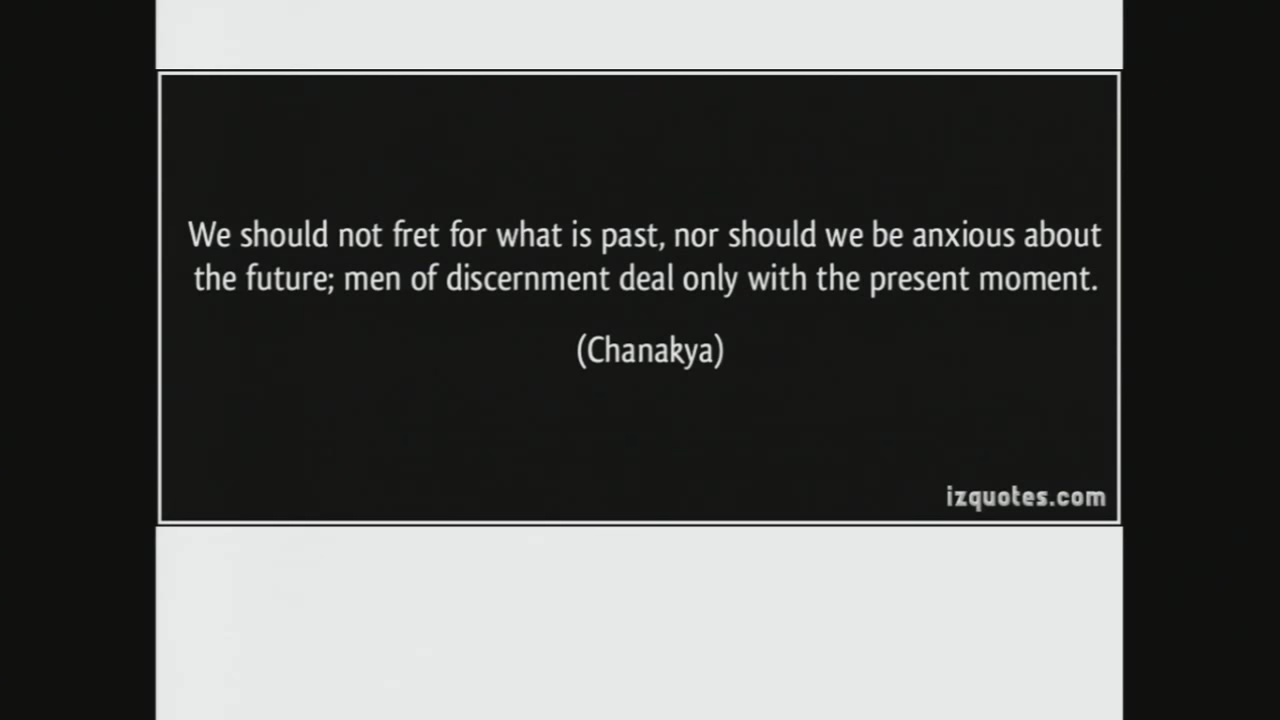 We should not fret for what is past, nor should we be anxious about
the future; men of discernment deal only with the present moment.
(Chanakya)
izquotes.com